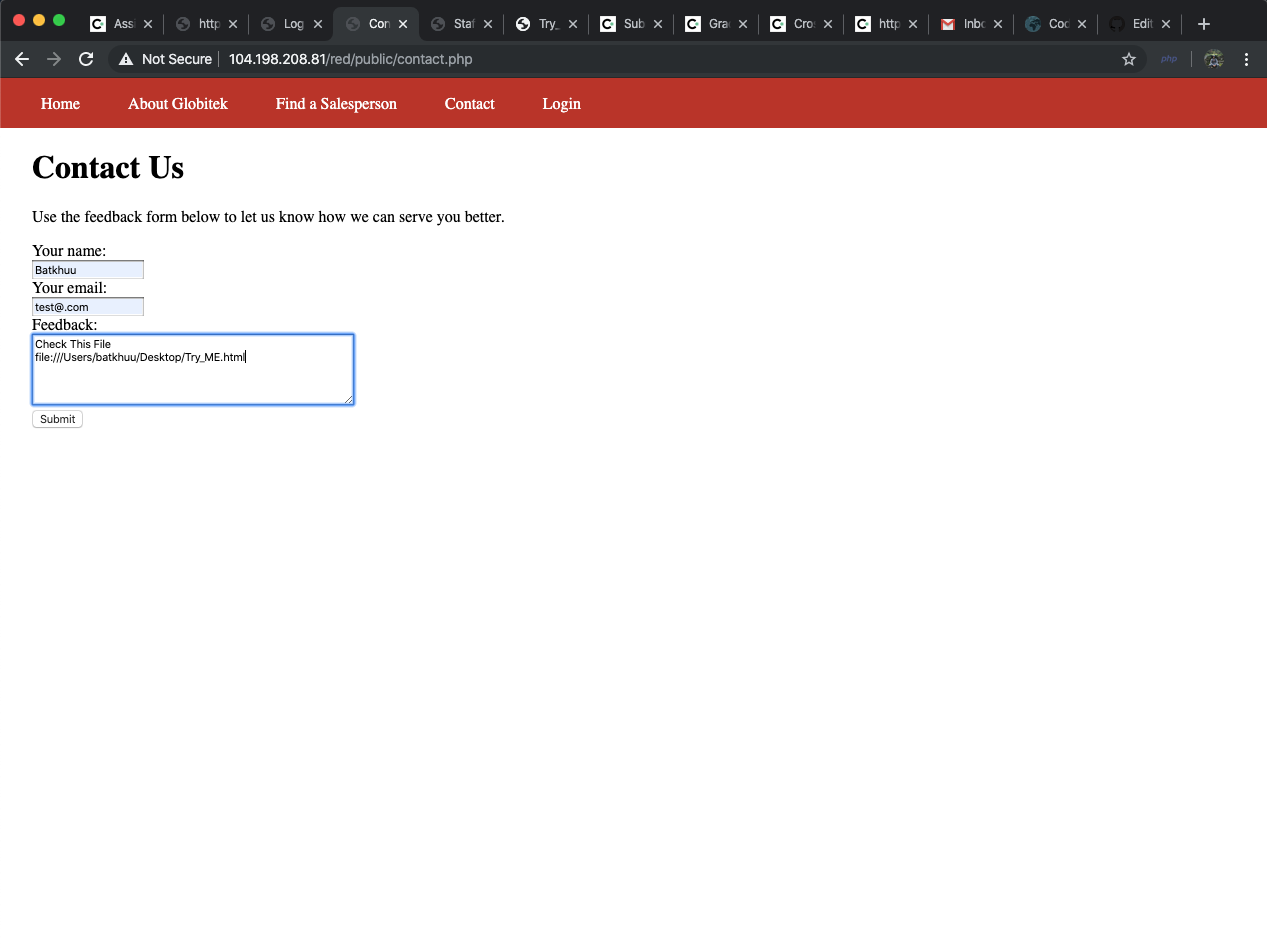 Assi http Log Con Staf Try_ Sub Gra Cro http Inbo Cod Edit
Not Secure 104.198.208.81/red/public/contact.php php
Home About Globitek Find a Salesperson Contact Login
Contact Us
Use the feedback form below to let us know how we can serve you better.
Your name:
Batkhuu
Your email:
test@.com
Feedback:
Check This File
file:///Users/batkhuu/Desktop/Try_ME.html
Submit